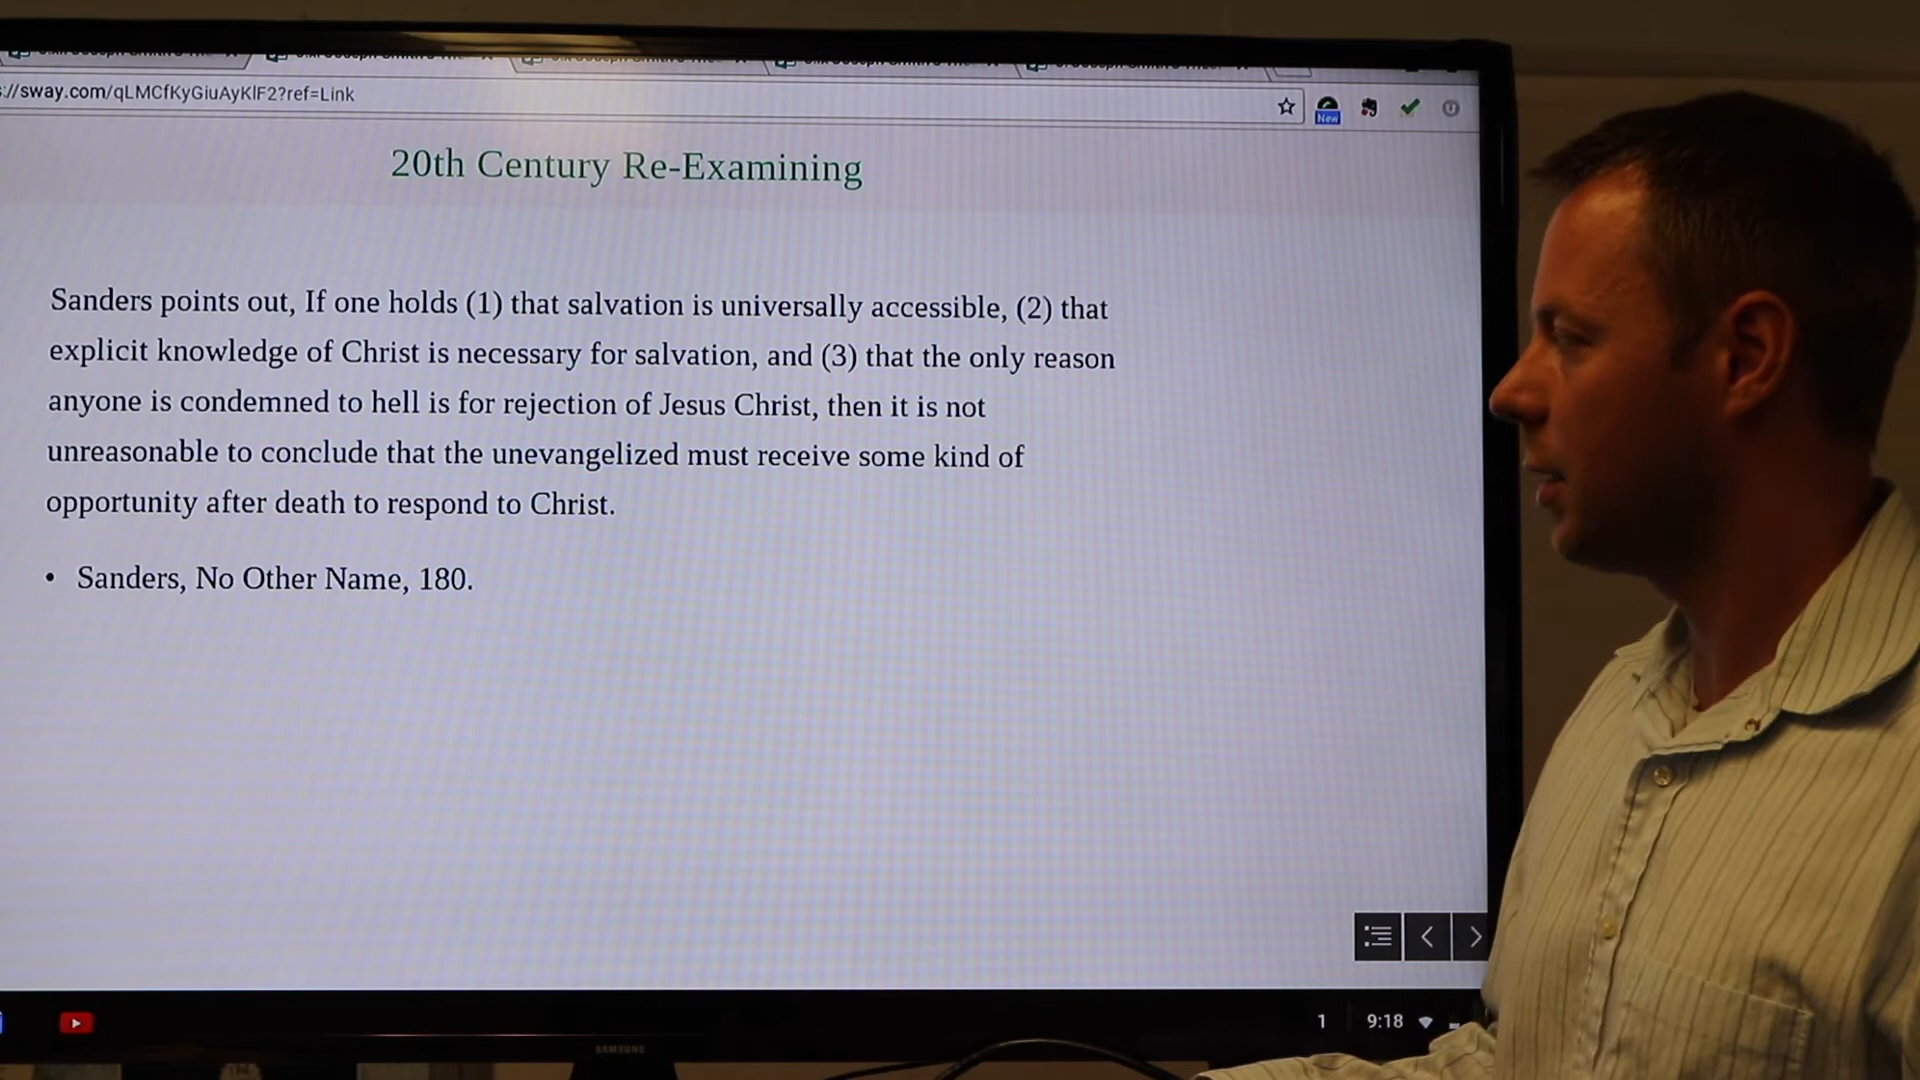 ://sway.com/qLMCfKyGiuAyKlF2?ref=Link
New
20th Century Re-Examining
Sanders points out, If one holds (1) that salvation is universally accessible, (2) that
explicit knowledge of Christ is necessary for salvation, and (3) that the only reason
anyone is condemned to hell is for rejection of Jesus Christ, then it is not
unreasonable to conclude that the unevangelized must receive some kind of
opportunity after death to respond to Christ.
• Sanders, No Other Name, 180.
1 9:18
SAMSUNG